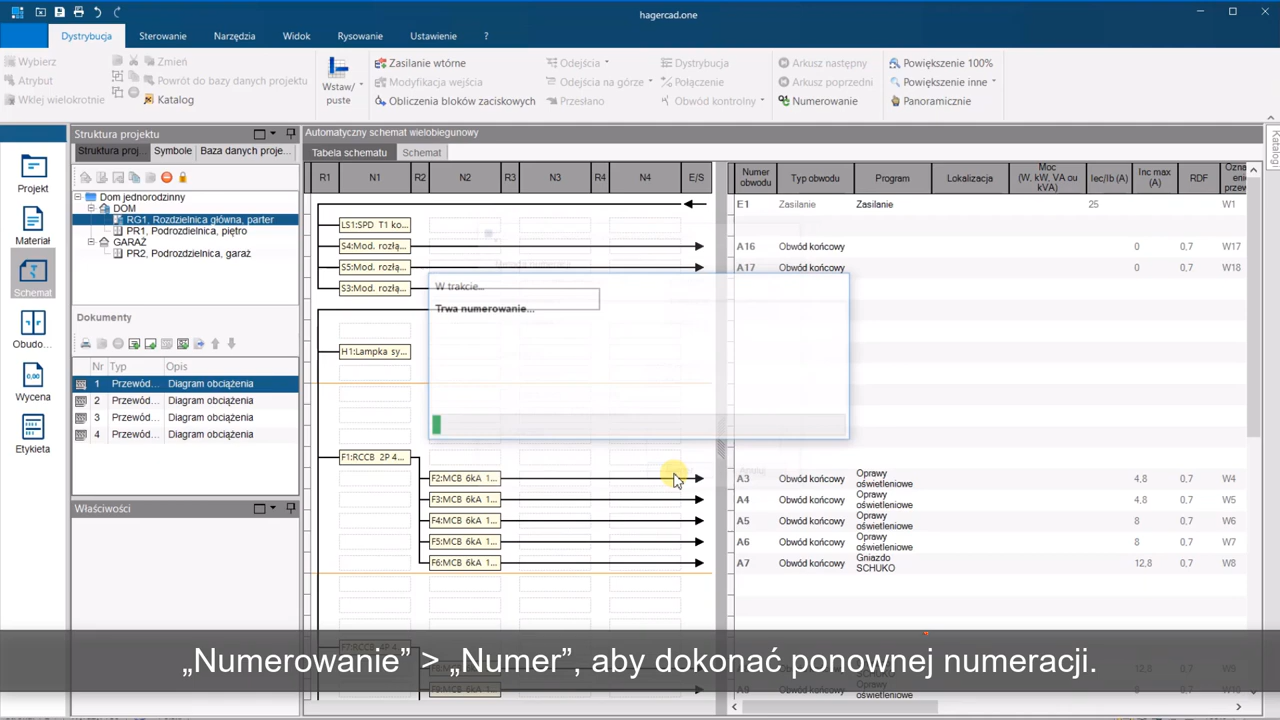 hagercad.one
Dystrybucja Sterowanie Narzędzia Widok Rysowanie Ustawienie ?
Wybierz Zmień Zasilanie wtórne Odejścia Dystrybucja Arkusz następny Powiększenie 100%
Atrybut Powrót do bazy danych projektu Modyfikacja wejścia Odejścia na górze Połączenie Arkusz poprzedni Powiększenie inne
Wklej wielokrotnie Katalog Wstaw/ puste Obliczenia bloków zaciskowych Przesłano Obwód kontrolny Numerowanie Panoramicznie
Projekt
Materiał
Schemat
Obudo...
Wycena
Etykieta
Struktura projektu
Struktura proj... Symbole Baza danych proje...
Dom jednorodzinny
DOM
RG1, Rozdzielnica główna, parter
PR1, Podrozdzielnica, piętro
GARAŻ
PR2, Podrozdzielnica, garaż
Dokumenty
Nr Typ Opis
1 Przewód... Diagram obciążenia
2 Przewód... Diagram obciążenia
3 Przewód... Diagram obciążenia
4 Przewód... Diagram obciążenia
Właściwości
Automatyczny schemat wielobiegunowy
Tabela schematu Schemat
R1 N1 R2 N2 R3 N3 R4 N4 E/S
LS1:SPD T1 ko...
S4:Mod. rozłą...
S5:Mod. rozłą...
S3:Mod. rozłą...
H1:Lampka sy...
F1:RCCB 2P 4...
F2:MCB 6kA 1...
F3:MCB 6kA 1...
F4:MCB 6kA 1...
F5:MCB 6kA 1...
F6:MCB 6kA 1...
W trakcie...
Trwa numerowanie...
Numer obwodu Typ obwodu Program Lokalizacja Moc (W, kW, VA ou kVA) Iec/Ib (A) Inc max (A) RDF Ozna enie przew
E1 Zasilanie Zasilanie 25 W1
A16 Obwód końcowy 0 0,7 W17
A17 Obwód końcowy 0 0,7 W18
A3 Obwód końcowy Oprawy oświetleniowe 4,8 0,7 W4
A4 Obwód końcowy Oprawy oświetleniowe 4,8 0,7 W5
A5 Obwód końcowy Oprawy oświetleniowe 8 0,7 W6
A6 Obwód końcowy Oprawy oświetleniowe 8 0,7 W7
A7 Obwód końcowy Gniazdo SCHUKO 12,8 0,7 W8
Katalogi
„Numerowanie” > „Numer”, aby dokonać ponownej numeracji.